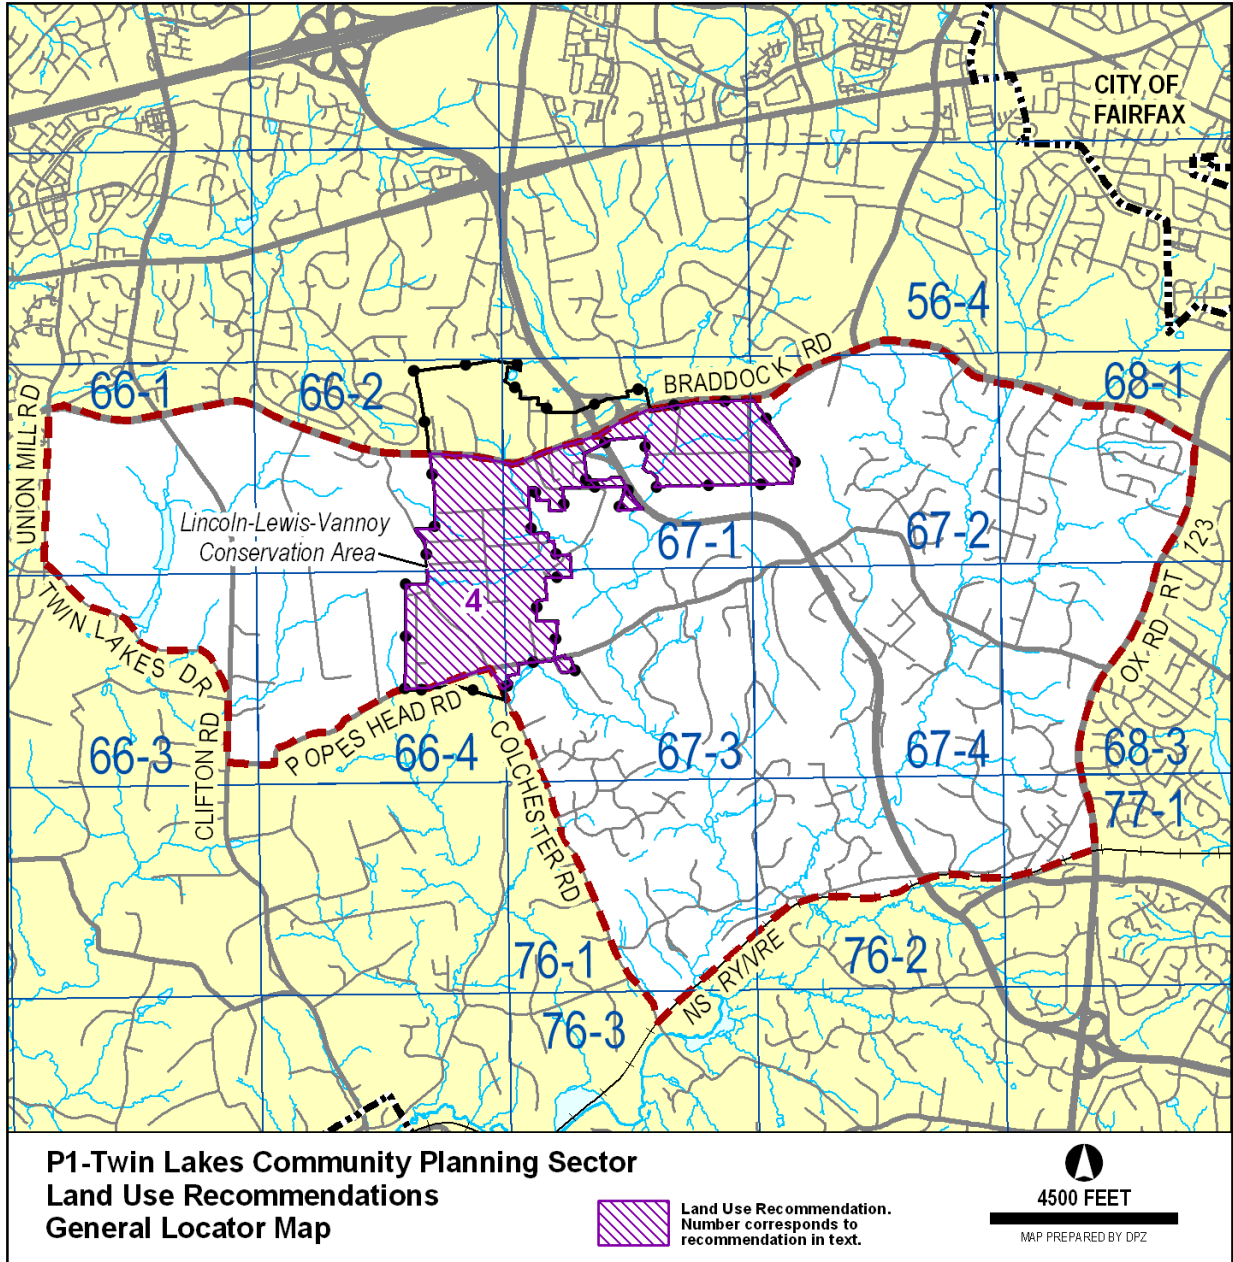 CITY OF
FAIRFAX
56-4
BRADDOCK RD
66-1
66-2
68-1
UNION MILL RD
Lincoln-Lewis-Vannoy
Conservation Area
67-1
67-2
OX RD RT 123
4
TWIN LAKES DR
POPES HEAD RD
CLIFTON RD
66-3
66-4
COLCHESTER RD
67-3
67-4
68-3
77-1
76-1
76-2
NS - RY/VRE
76-3
P1-Twin Lakes Community Planning Sector
Land Use Recommendations
General Locator Map
Land Use Recommendation.
Number corresponds to
recommendation in text.
4500 FEET
MAP PREPARED BY DPZ